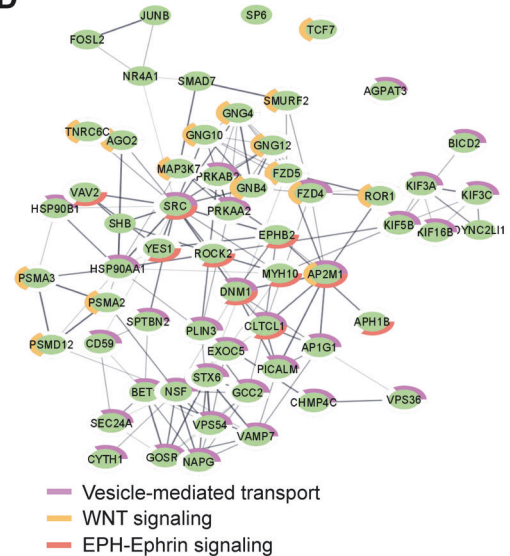 D
JUNB
SP6
FOSL2
TCF7
NR4A1
SMAD7
AGPAT3
SMURF2
GNG4
TNRC6C
AGO2
GNG10
GNG12
BICD2
MAP3K7
PRKAB2
FZD5
KIF3A
KIF3C
VAV2
GNB4
FZD4
ROR1
HSP90B1
SRC
PRKAA2
SHB
KIF5B
KIF16B
DYNC2LI1
EPHB2
YES1
ROCK2
HSP90AA1
MYH10
AP2M1
PSMA3
DNM1
PSMA2
SPTBN2
PLIN3
CLTCL1
APH1B
PSMD12
CD59
EXOC5
AP1G1
PICALM
STX6
BET
NSF
GCC2
CHMP4C
VPS36
SEC24A
VPS54
VAMP7
CYTH1
GOSR
NAPG
Vesicle-mediated transport
WNT signaling
EPH-Ephrin signaling